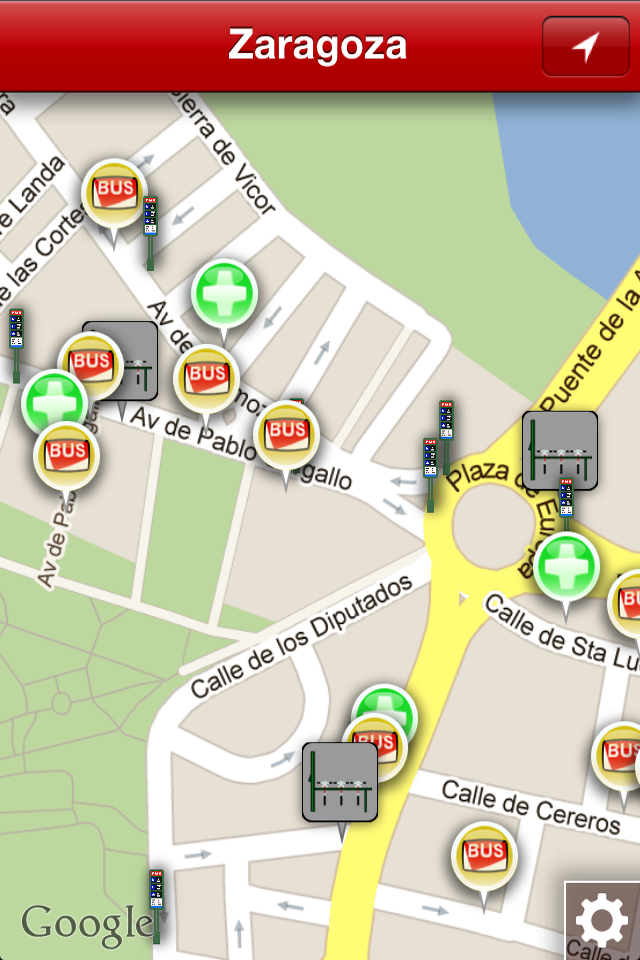 Zaragoza
Sierra de Vicor
Landa
las Cortes
BUS
Puente de la
Av de
BUS
BUS
BUS
Av de Pablo
gallo
BUS
Plaza de Europa
Av de Pab
Calle de los Diputados
Calle de Sta Lu
BUS
BUS
Calle de Cereros
BUS
Google
Calle d